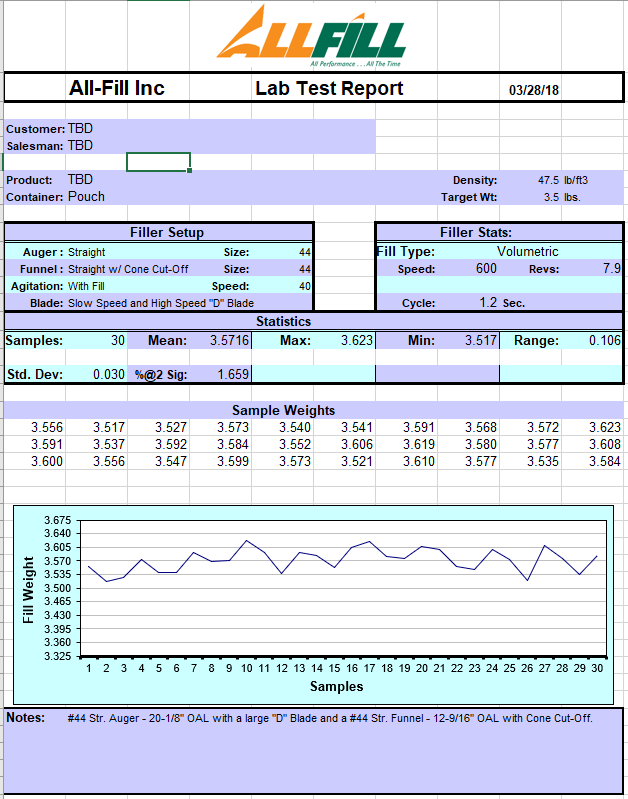 ALLFILL
All Performance . . . All The Time
All-Fill Inc Lab Test Report 03/28/18
Customer: TBD
Salesman: TBD
Product: TBD Density: 47.5 lb/ft3
Container: Pouch Target Wt: 3.5 lbs.
Filler Setup Filler Stats:
Auger : Straight Size: 44 Fill Type: Volumetric
Funnel : Straight w/ Cone Cut-Off Size: 44 Speed: 600 Revs: 7.9
Agitation: With Fill Speed: 40
Blade: Slow Speed and High Speed "D" Blade Cycle: 1.2 Sec.
Statistics
Samples: 30 Mean: 3.5716 Max: 3.623 Min: 3.517 Range: 0.106
Std. Dev: 0.030 %@2 Sig: 1.659
Sample Weights
3.556 3.517 3.527 3.573 3.540 3.541 3.591 3.568 3.572 3.623
3.591 3.537 3.592 3.584 3.552 3.606 3.619 3.580 3.577 3.608
3.600 3.556 3.547 3.599 3.573 3.521 3.610 3.577 3.535 3.584
Fill Weight
3.675
3.640
3.605
3.570
3.535
3.500
3.465
3.430
3.395
3.360
3.325
1 2 3 4 5 6 7 8 9 10 11 12 13 14 15 16 17 18 19 20 21 22 23 24 25 26 27 28 29 30
Samples
Notes: #44 Str. Auger - 20-1/8" OAL with a large "D" Blade and a #44 Str. Funnel - 12-9/16" OAL with Cone Cut-Off.